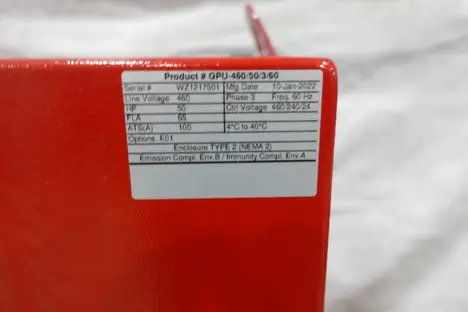 Product # GPU-460/50/3/60
Serial # WZ1217501 Mfg Date 10-Jan-2022
Line Voltage 460 Phase 3 Freq. 60 Hz
HP 50 Ctrl Voltage 460/240/24
FLA 65
ATS(A) 100 4°C to 40°C
Options E01
Enclosure TYPE 2 (NEMA 2)
Emission Compl. Env.B / Immunity Compl. Env.A